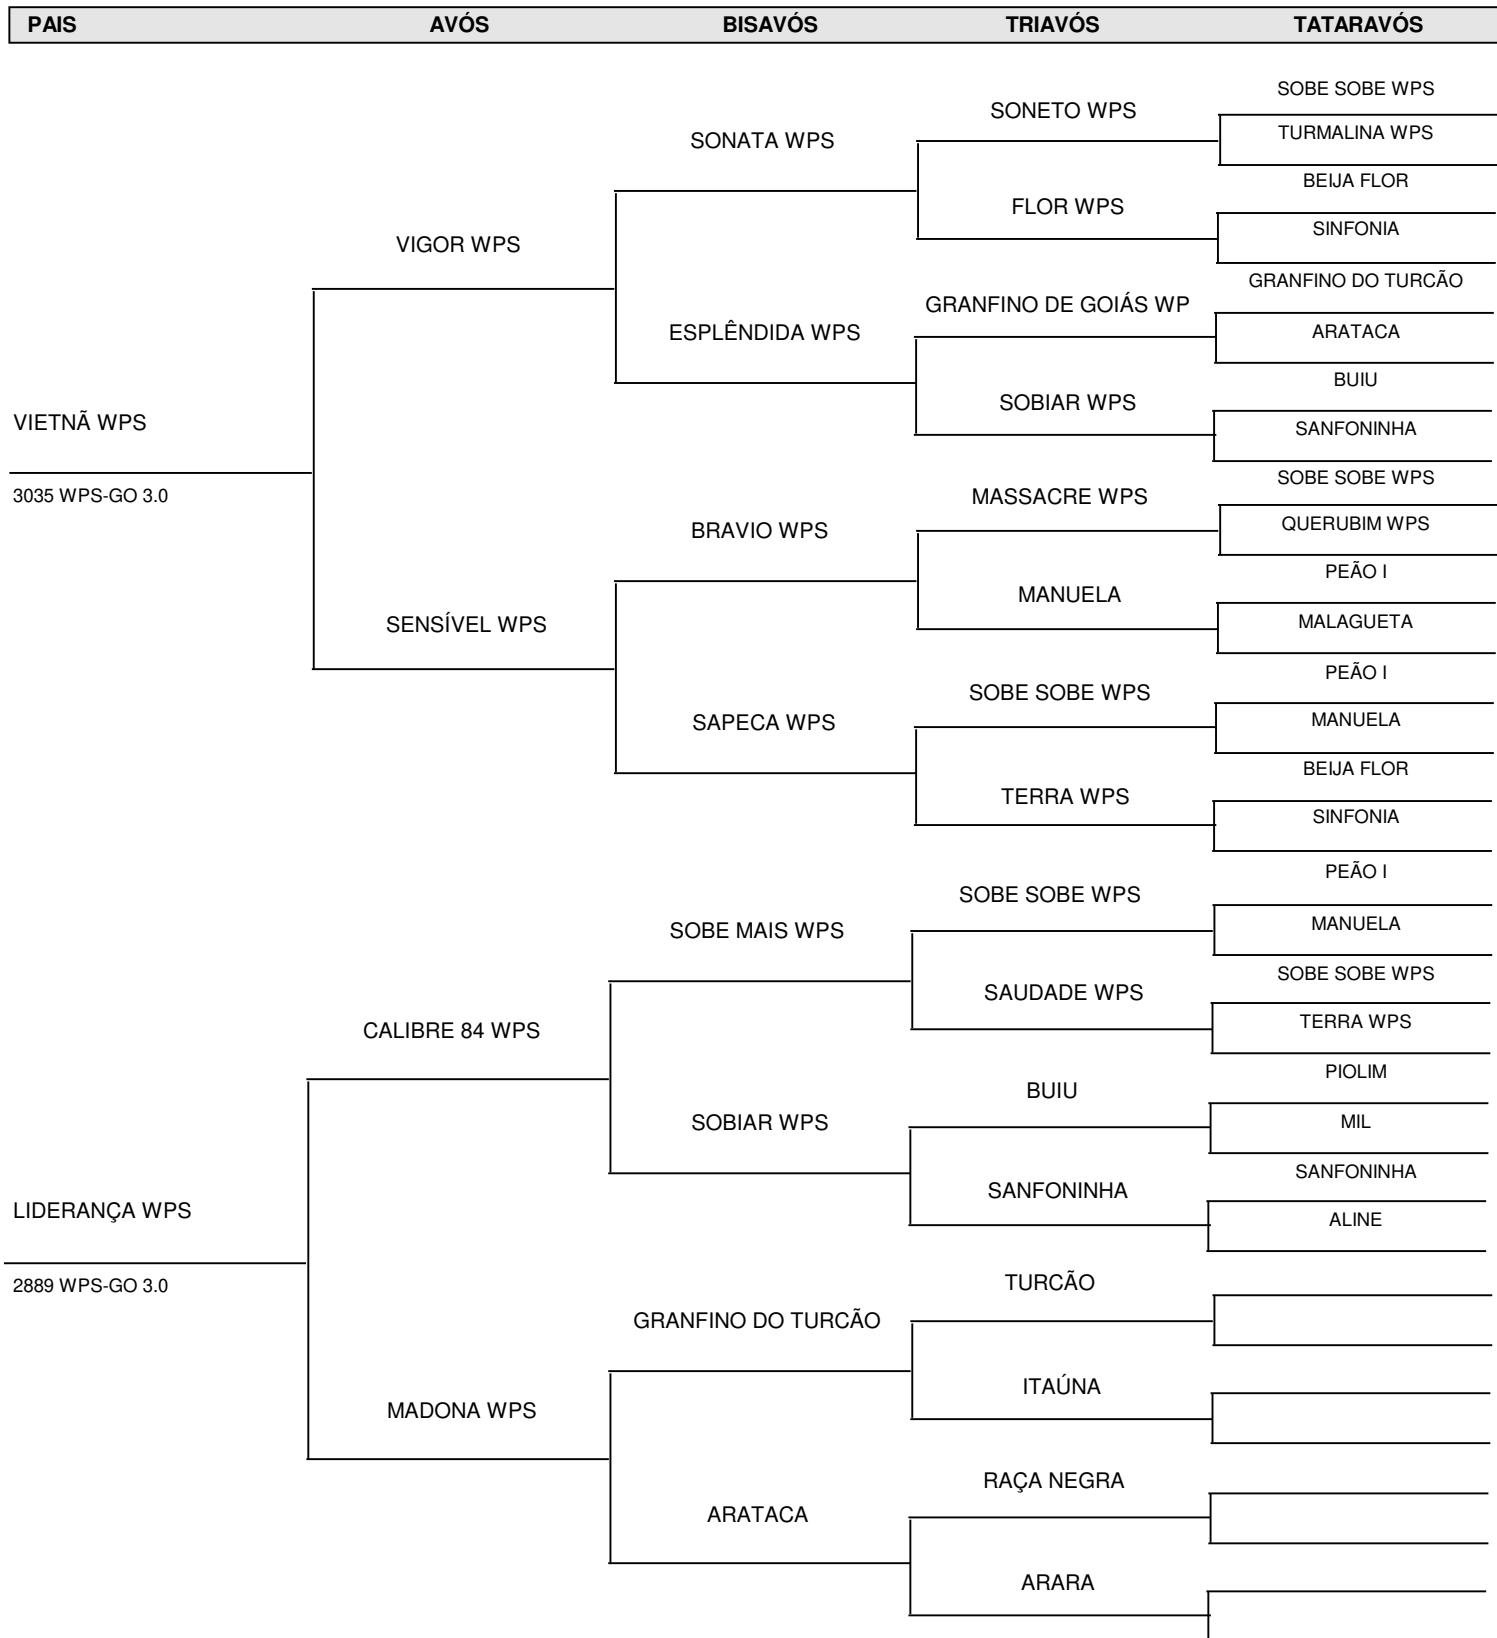 PAIS AVÓS BISAVÓS TRIAVÓS TATARAVÓS
SOBE SOBE WPS
SONETO WPS
TURMALINA WPS
SONATA WPS
BEIJA FLOR
FLOR WPS
SINFONIA
VIGOR WPS
GRANFINO DO TURCÃO
GRANFINO DE GOIÁS WP
ESPLÊNDIDA WPS
ARATACA
BUIU
SOBIAR WPS
VIETNÃ WPS
SANFONINHA
SOBE SOBE WPS
3035 WPS-GO 3.0
MASSACRE WPS
BRAVIO WPS
QUERUBIM WPS
PEÃO I
MANUELA
SENSÍVEL WPS
MALAGUETA
PEÃO I
SOBE SOBE WPS
SAPECA WPS
MANUELA
BEIJA FLOR
TERRA WPS
SINFONIA
PEÃO I
SOBE SOBE WPS
SOBE MAIS WPS
MANUELA
SOBE SOBE WPS
SAUDADE WPS
CALIBRE 84 WPS
TERRA WPS
PIOLIM
BUIU
SOBIAR WPS
MIL
SANFONINHA
SANFONINHA
LIDERANÇA WPS
ALINE
2889 WPS-GO 3.0
TURCÃO
GRANFINO DO TURCÃO
ITAÚNA
MADONA WPS
RAÇA NEGRA
ARATACA
ARARA